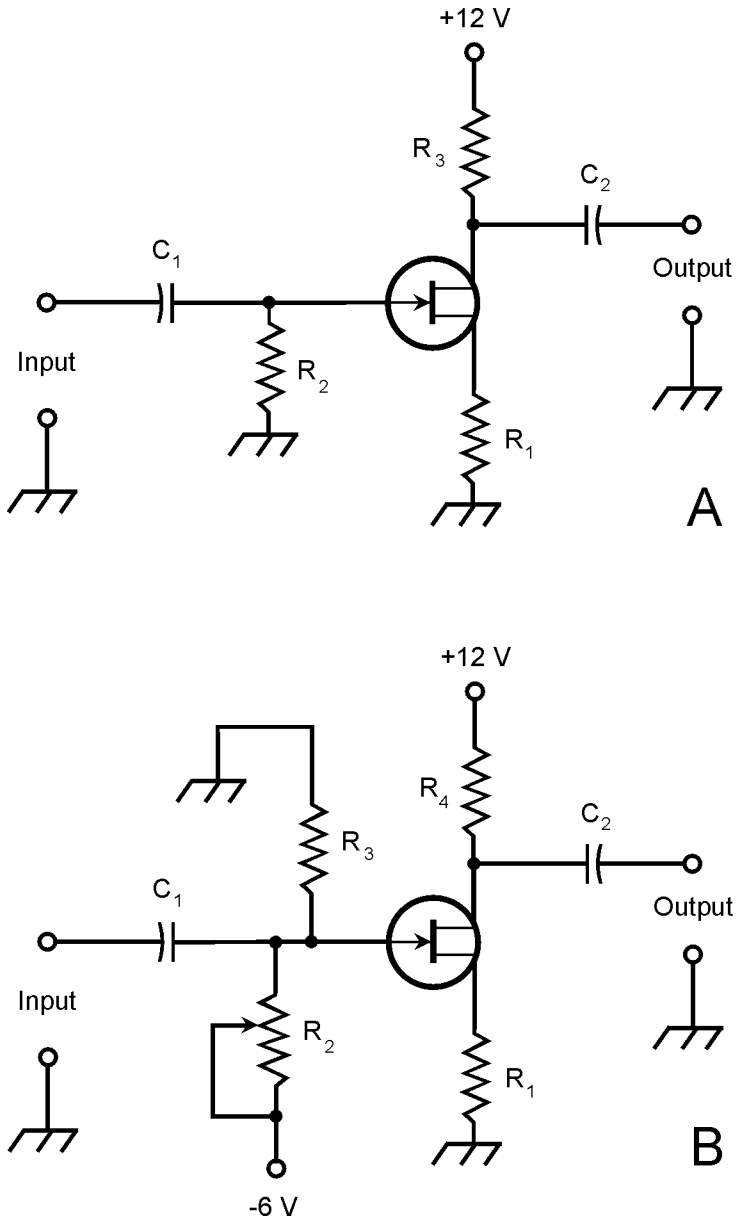 +12 V
R3
C2
C1
Output
Input
R2
R1
A
+12 V
R4
C2
R3
C1
Output
Input
R2
R1
B
-6 V